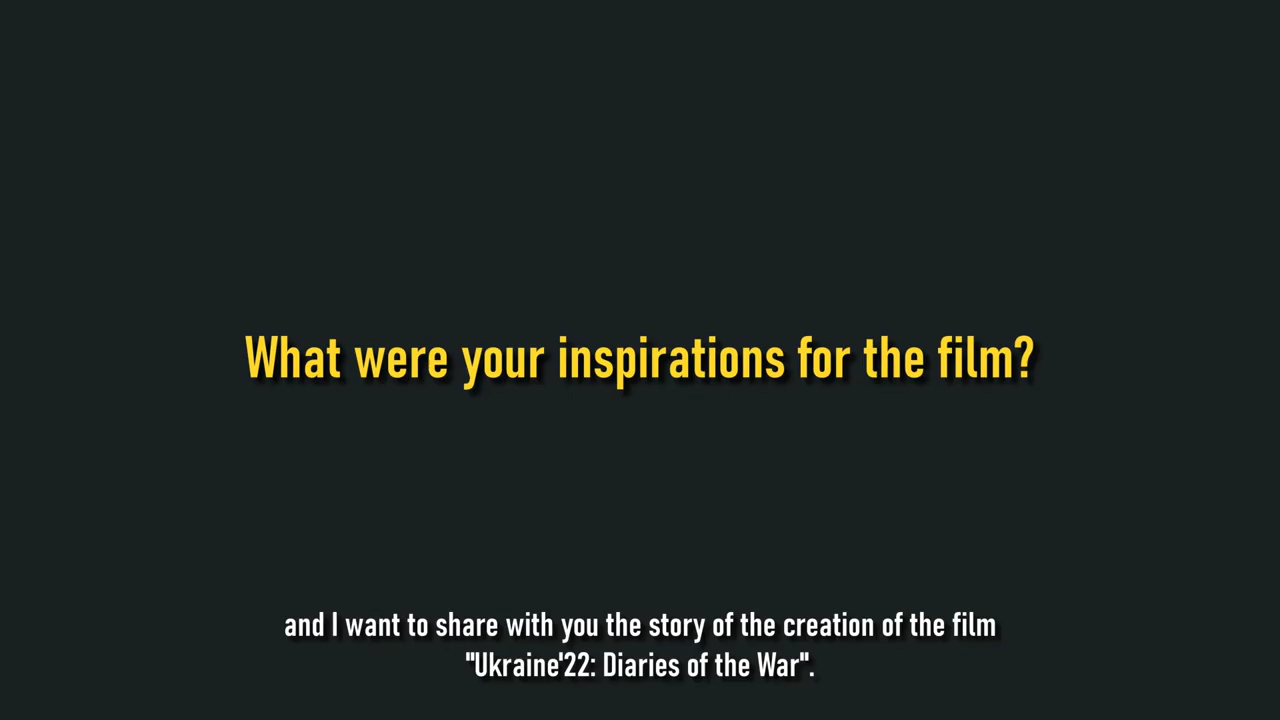 What were your inspirations for the film?
and I want to share with you the story of the creation of the film
"Ukraine'22: Diaries of the War".